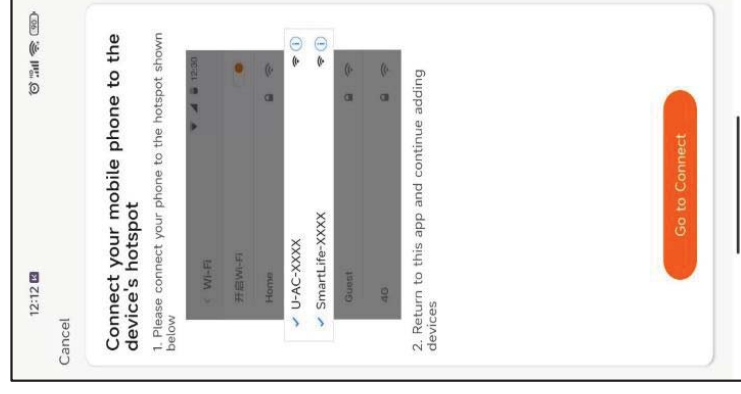 12:12
Cancel
Connect your mobile phone to the
device's hotspot
1. Please connect your phone to the hotspot shown
below
12:30
< Wi-Fi
开启Wi-Fi
Home
U-AC-XXXX
SmartLife-XXXX
Guest
4G
2. Return to this app and continue adding
devices
Go to Connect